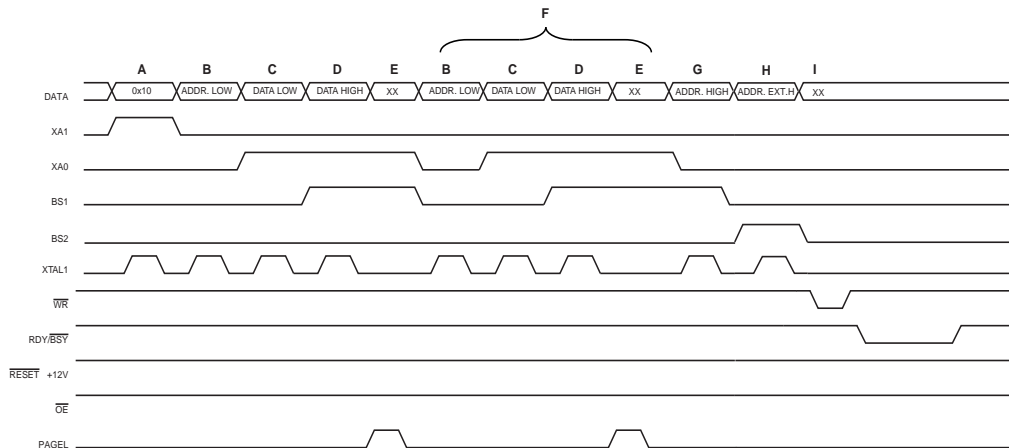 F
A B C D E B C D E G H I
DATA 0x10 ADDR. LOW DATA LOW DATA HIGH XX ADDR. LOW DATA LOW DATA HIGH XX ADDR. HIGH ADDR. EXT.H XX
XA1
XA0
BS1
BS2
XTAL1
WR
RDY/BSY
RESET +12V
OE
PAGEL